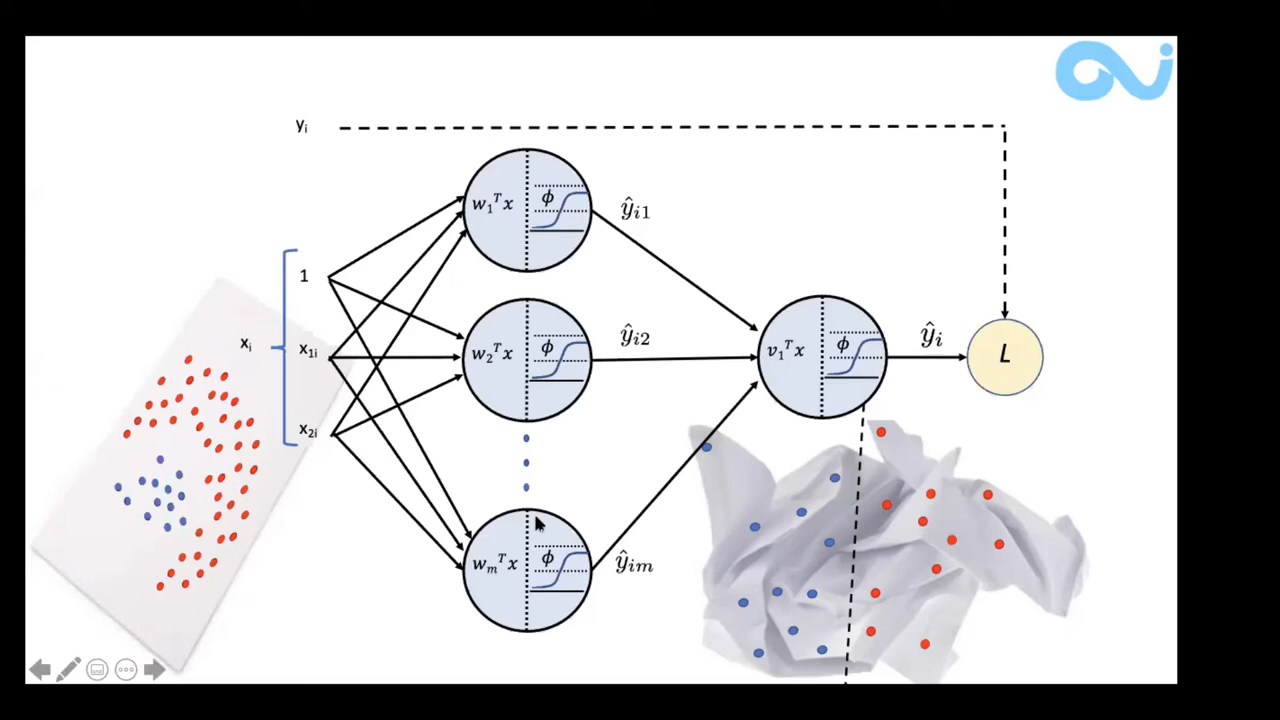 yᵢ
w₁ᵀx ϕ
ŷᵢ₁
1
xᵢ
x₁ᵢ
w₂ᵀx ϕ
ŷᵢ₂
v₁ᵀx ϕ
ŷᵢ
L
x₂ᵢ
wₘᵀx ϕ
ŷᵢₘ